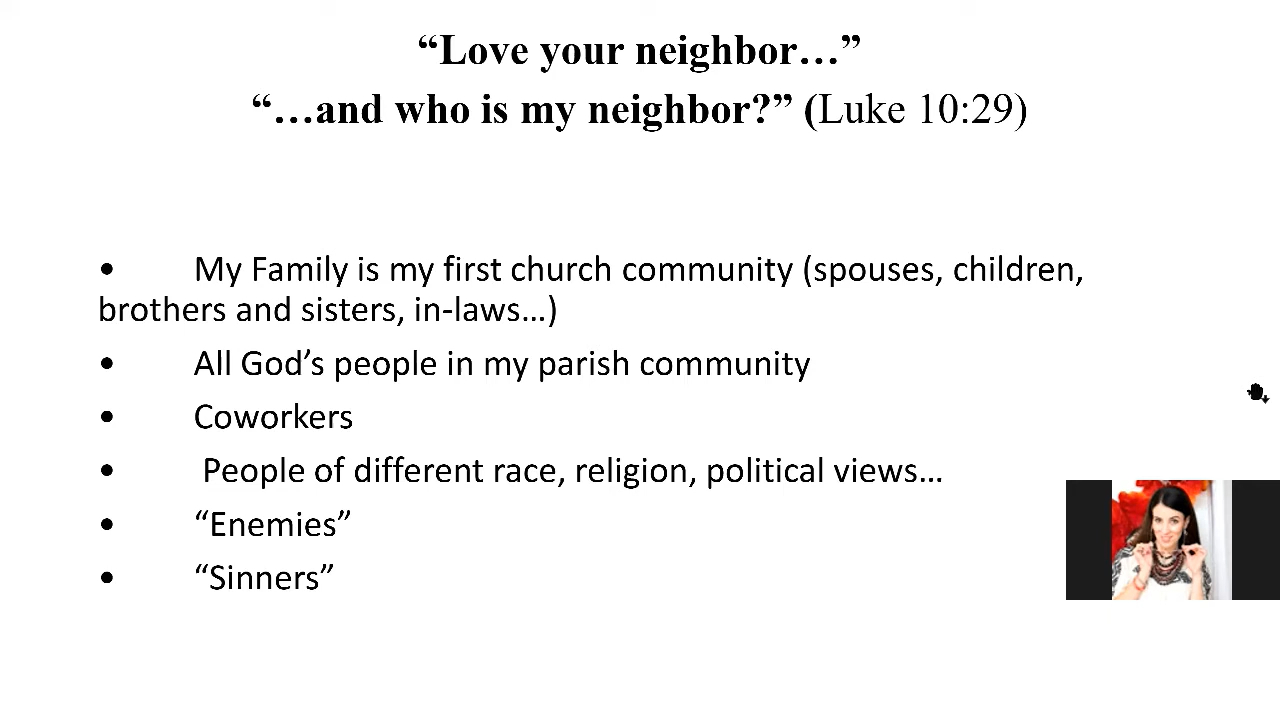 “Love your neighbor…”
“…and who is my neighbor?” (Luke 10:29)
• My Family is my first church community (spouses, children,
brothers and sisters, in-laws…)
• All God’s people in my parish community
• Coworkers
• People of different race, religion, political views…
• “Enemies”
• “Sinners”